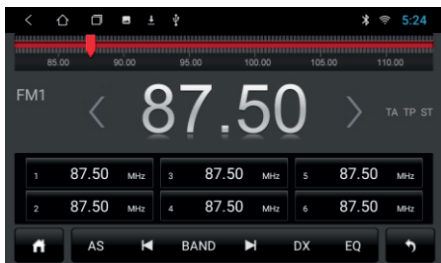 5:24
85.00 90.00 95.00 100.00 105.00 110.00
FM1
87.50
TA TP ST
1 87.50 MHz 3 87.50 MHz 5 87.50 MHz
2 87.50 MHz 4 87.50 MHz 6 87.50 MHz
AS BAND DX EQ